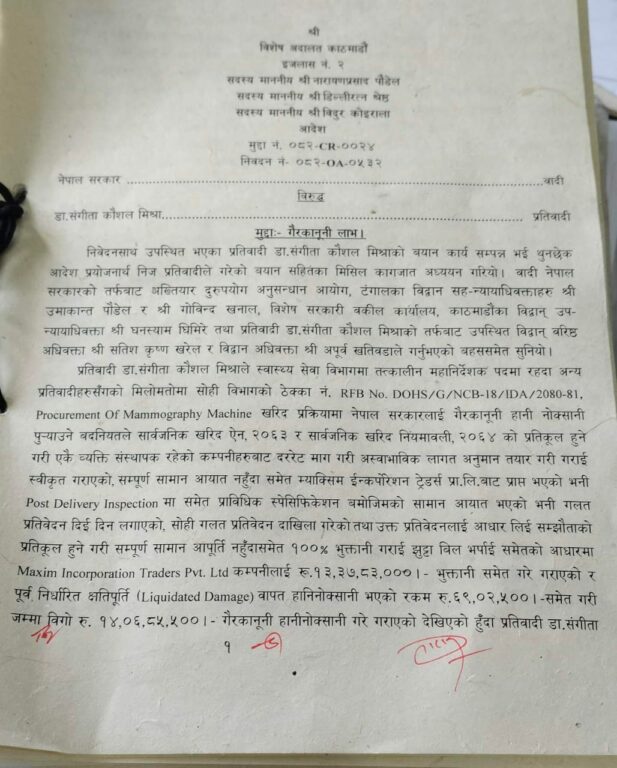 श्री
विशेष अदालत काठमाडौं
इजलास नं. २
सदस्य माननीय श्री नारायणप्रसाद पौडेल
सदस्य माननीय श्री डिल्लीरत्न श्रेष्ठ
सदस्य माननीय श्री विदुर कोइराला
आदेश
मुद्दा नं. ०८२-CR-००२४
निवेदन नं- ०८२-OA-०५३२
नेपाल सरकार ........................................................................वादी
विरुद्ध
डा.संगीता कौशल मिश्रा................................................................ प्रतिवादी
मुद्दाः- गैरकानूनी लाभ।
निवेदनसाथ उपस्थित भएका प्रतिवादी डा.संगीता कौशल मिश्राको बयान कार्य सम्पन्न भई थुनछेक
आदेश प्रयोजनार्थ निज प्रतिवादीले गरेको बयान सहितका मिसिल कागजात अध्ययन गरियो। वादी नेपाल
सरकारको तर्फबाट अख्तियार दुरुपयोग अनुसन्धान आयोग, टंगालका विद्वान सह-न्यायाधिवक्ताहरु श्री
उमाकान्त पौडेल र श्री गोविन्द खनाल, विशेष सरकारी वकील कार्यालय, काठमाडौंका विद्वान् उप-
न्यायाधिवक्ता श्री घनस्याम घिमिरे तथा प्रतिवादी डा.संगीता कौशल मिश्राको तर्फबाट उपस्थित विद्वान् बरिष्ठ
अधिवक्ता श्री सतिश कृष्ण खरेल र विद्वान अधिवक्ता श्री अपूर्व खतिवडाले गर्नुभएको बहससमेत सुनियो।
प्रतिवादी डा.संगीता कौशल मिश्राले स्वास्थ्य सेवा विभागमा तत्कालीन महानिर्देशक पदमा रहदा अन्य
प्रतिवादीहरुसँगको मिलोमतोमा सोही विभागको ठेक्का नं. RFB No. DOHS/G/NCB-18/IDA/2080-81,
Procurement Of Mammography Machine खरिद प्रक्रियामा नेपाल सरकारलाई गैरकानूनी हानी नोक्सानी
पुऱ्याउने बदनियतले सार्वजनिक खरिद ऐन, २०६३ र सार्वजनिक खरिद नियमावली, २०६४ को प्रतिकूल हुने
गरी एकै व्यक्ति संस्थापक रहेको कम्पनीहरुबाट दररेट माग गरी अस्वाभाविक लागत अनुमान तयार गरी गराई
स्वीकृत गराएको, सम्पूर्ण सामान आयात नहुँदा समेत म्याक्सिम ईन्कर्पोरेशन ट्रेडर्स प्रा.लि.बाट प्राप्त भएको भनी
Post Delivery Inspection मा समेत प्राविधिक स्पेसिफिकेशन बमोजिमको सामान आयात भएको भनी गलत
प्रतिवेदन दिई दिन लगाएको, सोही गलत प्रतिवेदन दाखिला गरेको तथा उक्त प्रतिवेदनलाई आधार लिई सम्झौताको
प्रतिकूल हुने गरी सम्पूर्ण सामान आपूर्ति नहुँदासमेत १००% भुक्तानी गराई झुट्ठा विल भर्पाई समेतको आधारमा
Maxim Incorporation Traders Pvt. Ltd कम्पनीलाई रू.१३,३७,८३,०००।- भुक्तानी समेत गरे गराएको र
पूर्व निर्धारित क्षतिपूर्ति (Liquidated Damage) वापत हानिनोक्सानी भएको रकम रु.६९,०२,५००।-समेत गरी
जम्मा विगो रु. १४,०६,८५,५००।- गैरकानूनी हानीनोक्सानी गरे गराएको देखिएको हुँदा प्रतिवादी डा.संगीता
१